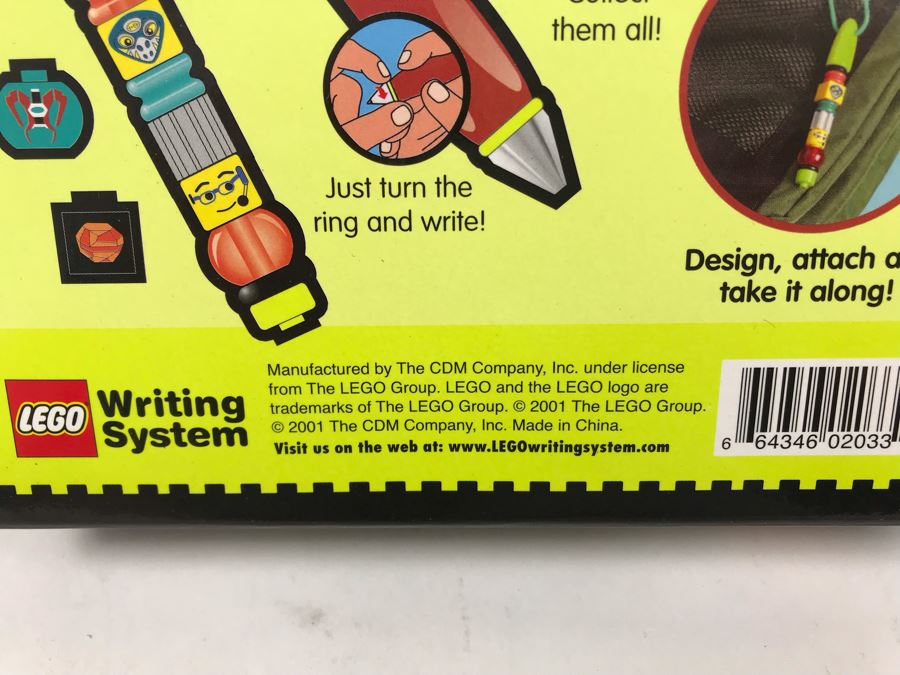 them all!
Just turn the
ring and write!
Design, attach
take it along!
LEGO
Writing
System
Manufactured by The CDM Company, Inc. under license
from The LEGO Group. LEGO and the LEGO logo are
trademarks of The LEGO Group. © 2001 The LEGO Group.
© 2001 The CDM Company, Inc. Made in China.
Visit us on the web at: www.LEGOwritingsystem.com
6 64346 02033